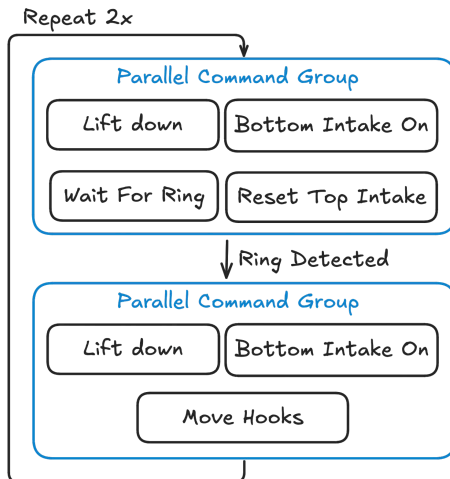 Repeat 2x
Parallel Command Group
Lift down
Bottom Intake On
Wait For Ring
Reset Top Intake
Ring Detected
Parallel Command Group
Lift down
Bottom Intake On
Move Hooks